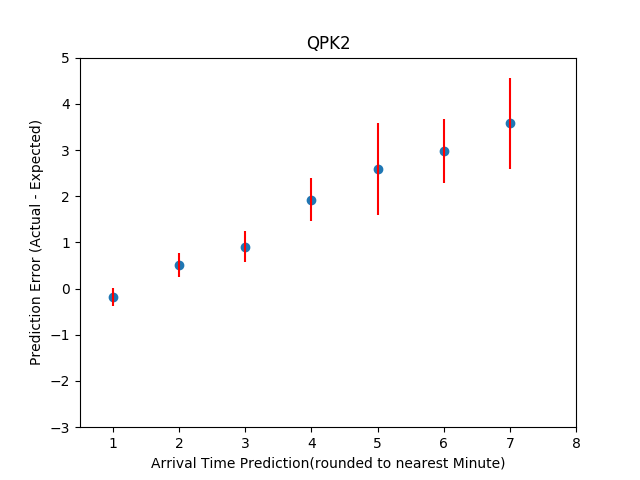 QPK2
5
4
3
2
1
0
−1
−2
−3
Prediction Error (Actual - Expected)
1 2 3 4 5 6 7 8
Arrival Time Prediction(rounded to nearest Minute)